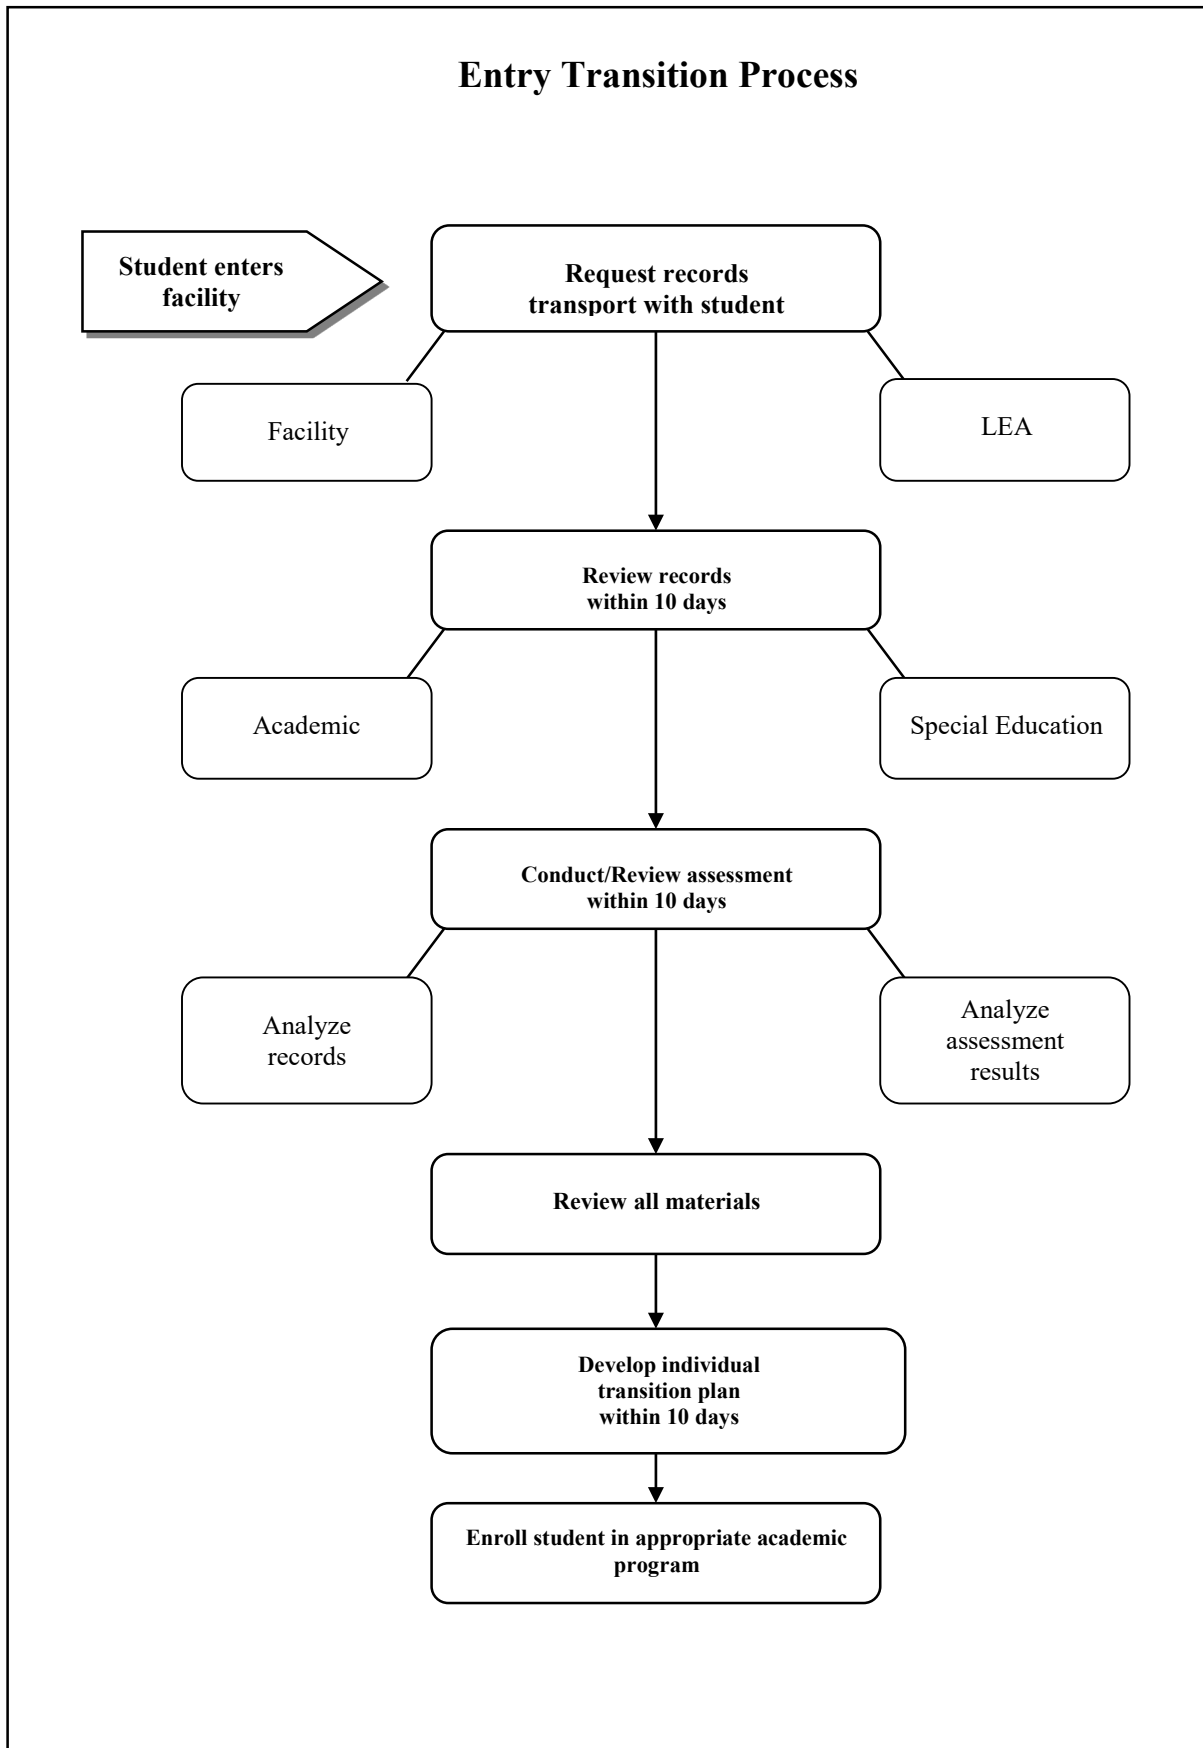 Entry Transition Process
Student enters
facility
Request records
transport with student
Facility
LEA
Review records
within 10 days
Academic
Special Education
Conduct/Review assessment
within 10 days
Analyze
records
Analyze
assessment
results
Review all materials
Develop individual
transition plan
within 10 days
Enroll student in appropriate academic
program